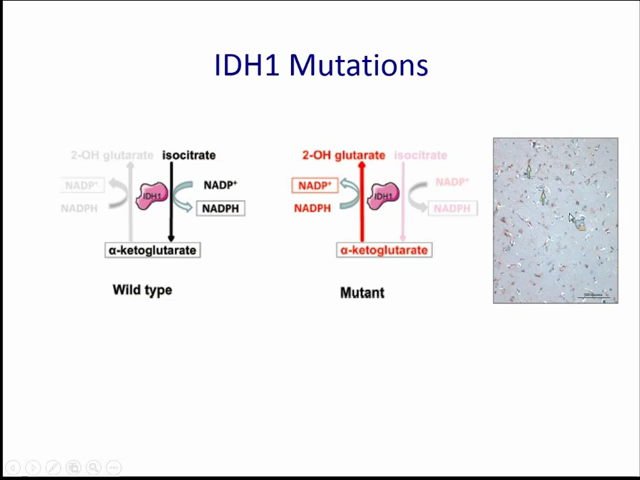 IDH1 Mutations
2-OH glutarate isocitrate
NADP+
NADPH
IDH1
NADP+
NADPH
α-ketoglutarate
Wild type
2-OH glutarate isocitrate
NADP+
NADPH
IDH1
NADP+
NADPH
α-ketoglutarate
Mutant